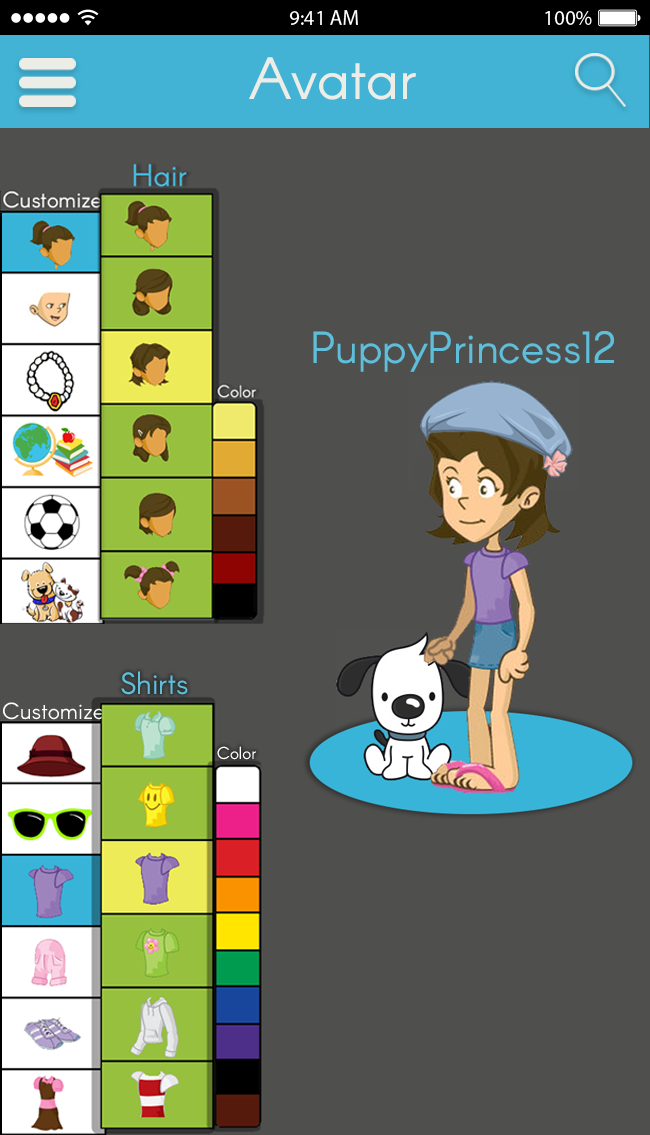 9:41 AM
100%
Avatar
Hair
Customize
Color
PuppyPrincess12
Shirts
Customize
Color